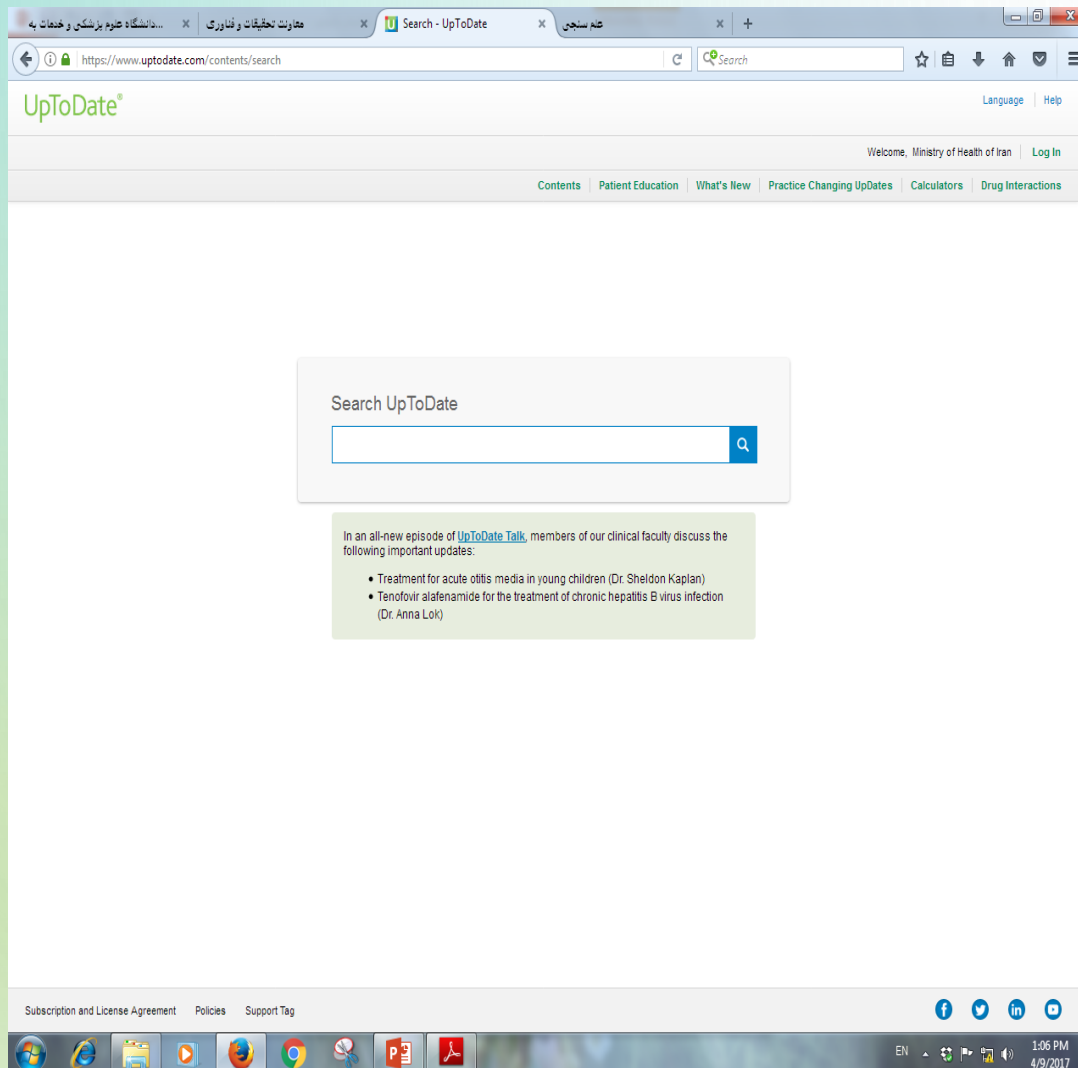 دانشگاه علوم پزشکی و خدمات به...
معاونت تحقیقات و فناوری
Search - UpToDate
علم سنجی
https://www.uptodate.com/contents/search
Search
UpToDate®
Language
Help
Welcome, Ministry of Health of Iran
Log In
Contents
Patient Education
What's New
Practice Changing UpDates
Calculators
Drug Interactions
Search UpToDate
In an all-new episode of UpToDate Talk, members of our clinical faculty discuss the
following important updates:
• Treatment for acute otitis media in young children (Dr. Sheldon Kaplan)
• Tenofovir alafenamide for the treatment of chronic hepatitis B virus infection
(Dr. Anna Lok)
Subscription and License Agreement
Policies
Support Tag
EN
1:06 PM
4/9/2017